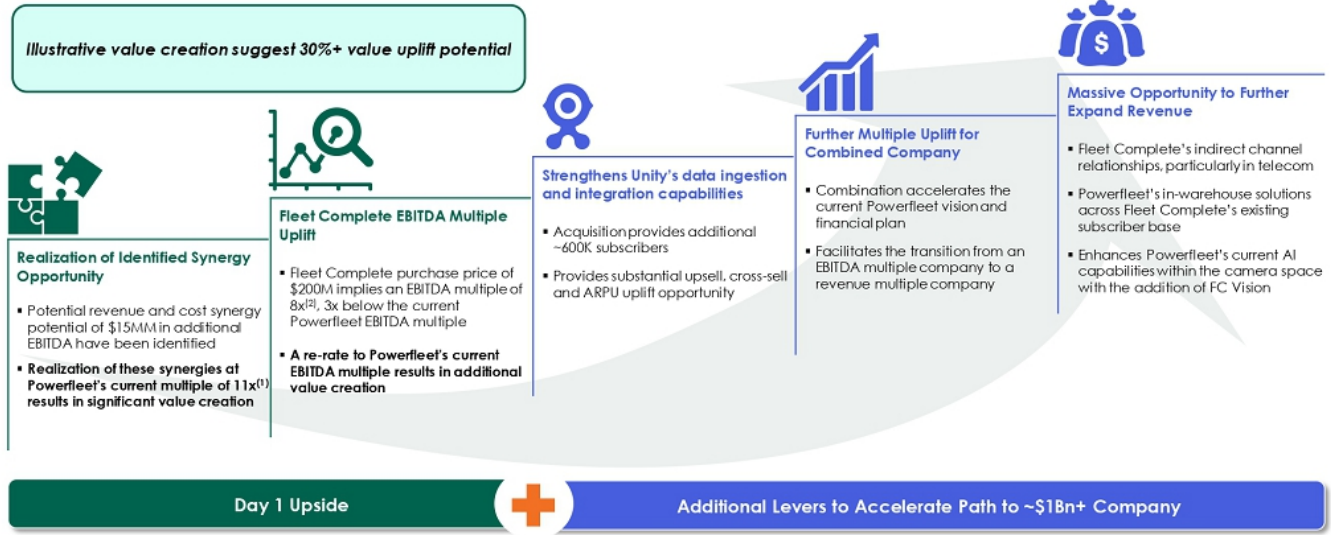 Illustrative value creation suggest 30%+ value uplift potential
Realization of Identified Synergy
Opportunity
▪ Potential revenue and cost synergy
potential of $15MM in additional
EBITDA have been identified
▪ Realization of these synergies at
Powerfleet's current multiple of 11x(1)
results in significant value creation
Fleet Complete EBITDA Multiple
Uplift
▪ Fleet Complete purchase price of
$200M implies an EBITDA multiple of
8x(2), 3x below the current
Powerfleet EBITDA multiple
▪ A re-rate to Powerfleet's current
EBITDA multiple results in additional
value creation
Strengthens Unity's data ingestion
and integration capabilities
▪ Acquisition provides additional
~600K subscribers
▪ Provides substantial upsell, cross-sell
and ARPU uplift opportunity
Further Multiple Uplift for
Combined Company
▪ Combination accelerates the
current Powerfleet vision and
financial plan
▪ Facilitates the transition from an
EBITDA multiple company to a
revenue multiple company
$
Massive Opportunity to Further
Expand Revenue
▪ Fleet Complete's indirect channel
relationships, particularly in telecom
▪ Powerfleet's in-warehouse solutions
across Fleet Complete's existing
subscriber base
▪ Enhances Powerfleet's current AI
capabilities within the camera space
with the addition of FC Vision
Day 1 Upside
Additional Levers to Accelerate Path to ~$1Bn+ Company